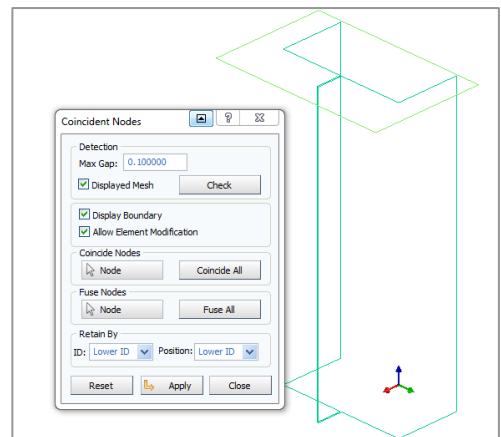 Coincident Nodes
?
Detection
Max Gap: 0.100000
Displayed Mesh Check
Display Boundary
Allow Element Modification
Coincide Nodes
Node Coincide All
Fuse Nodes
Node Fuse All
Retain By
ID: Lower ID Position: Lower ID
Reset Apply Close